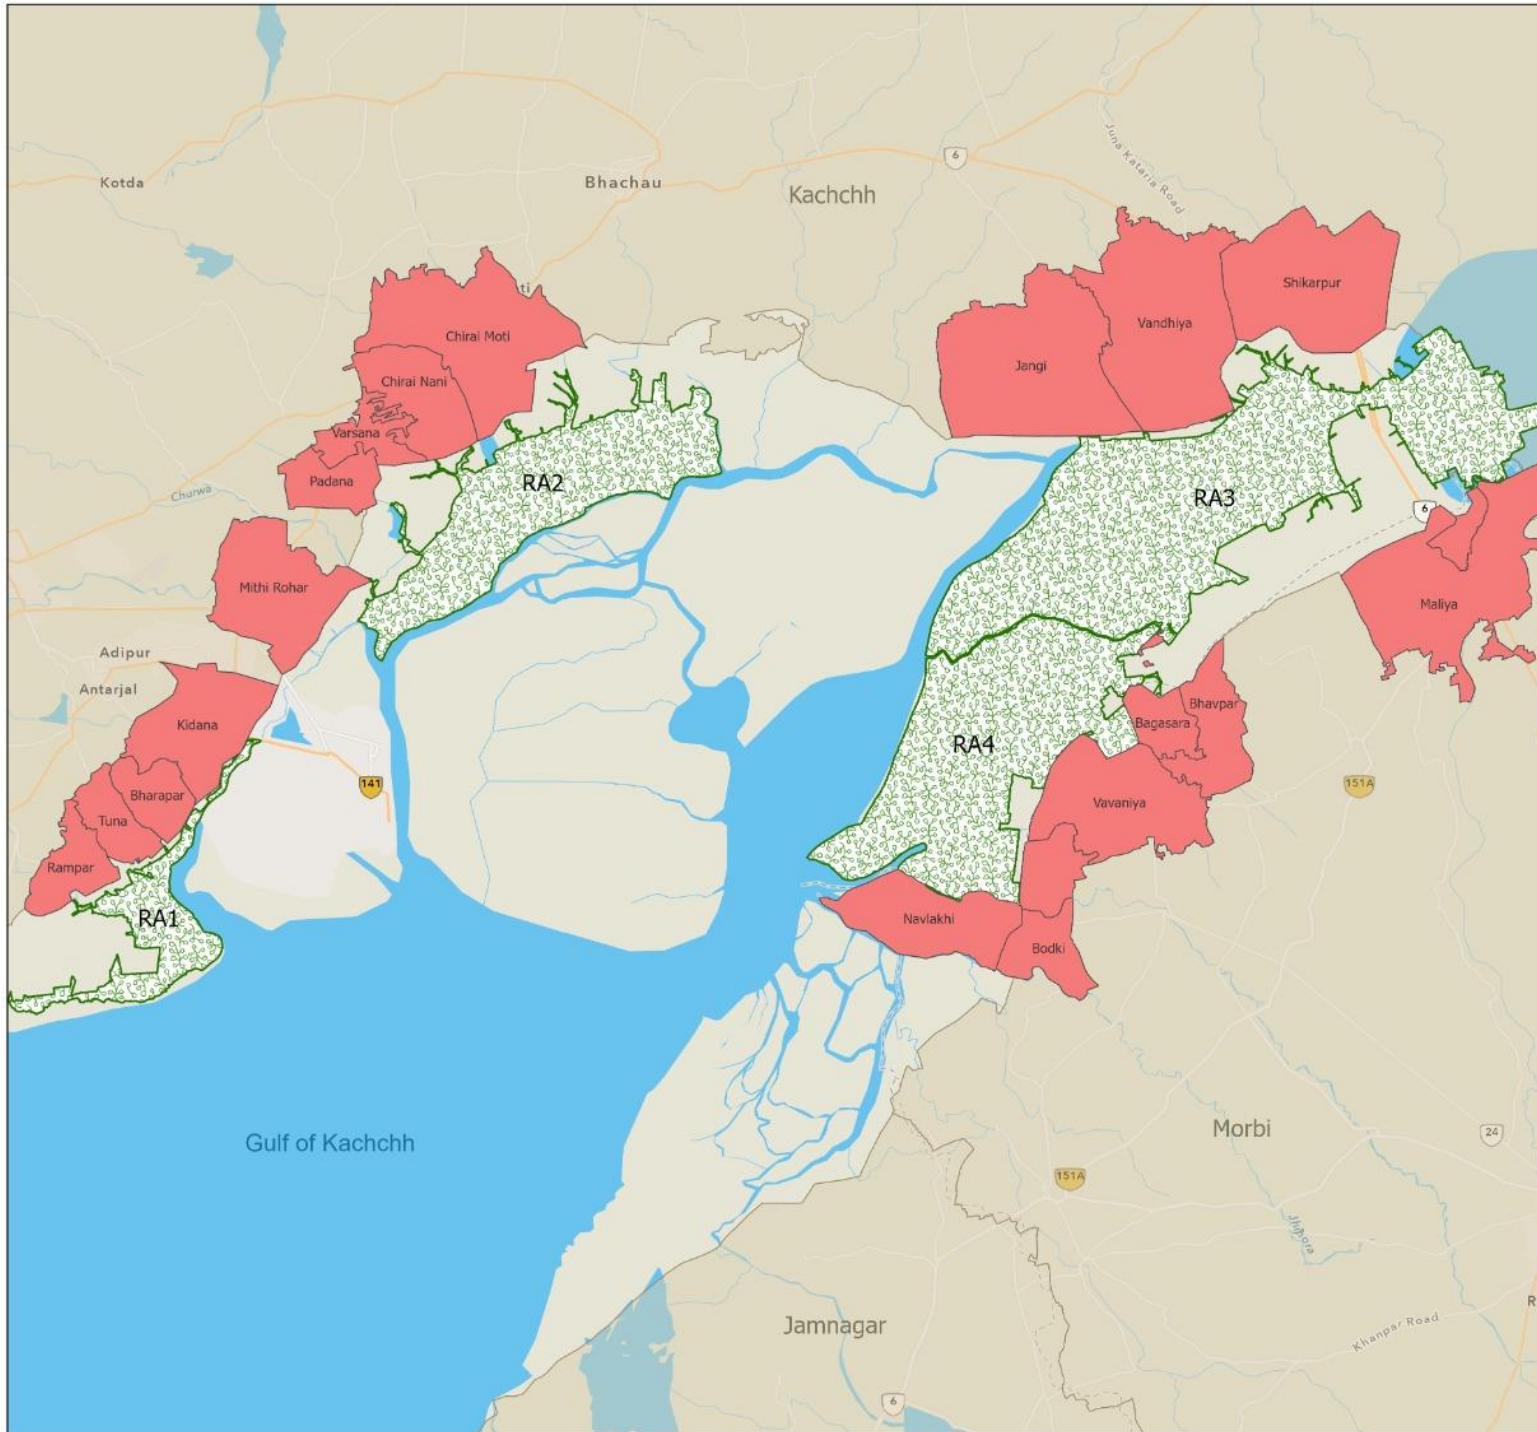 Kotda
Bhachau
Kachchh
6
Juna Kataria Road
Shikarpur
Vandhiya
Jangi
ti
Chirai Moti
Chirai Nani
Varsana
Padana
Churwa
RA2
RA3
6
Mithi Rohar
Maliya
Adipur
Antarjal
Kidana
Bhavpar
Bagasara
RA4
141
151A
Bharapar
Tuna
Vavaniya
Rampar
RA1
Navlakhi
Bodki
Gulf of Kachchh
Morbi
24
151A
Jhinora
Jamnagar
Khanpar Road
R
6